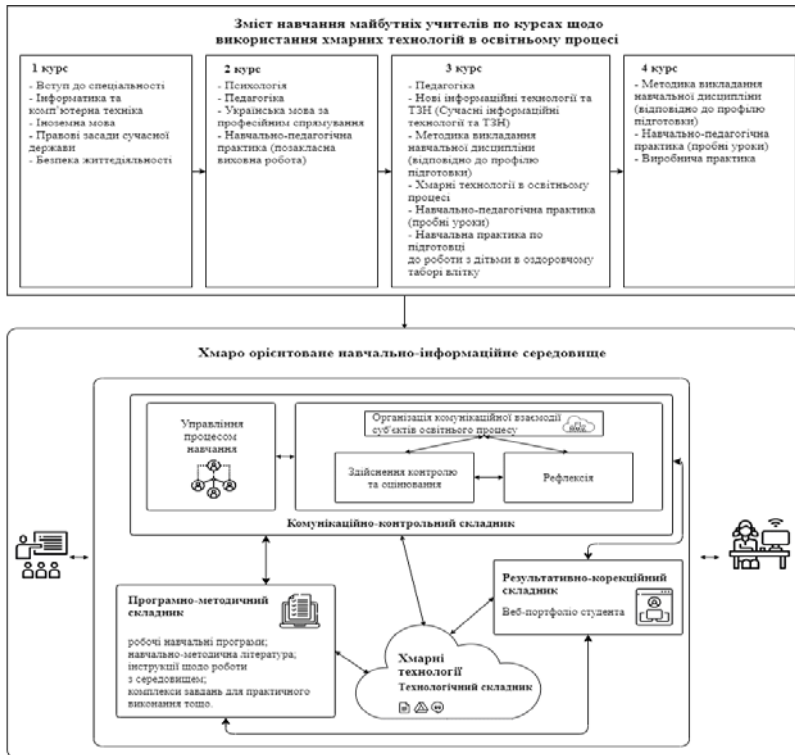 Зміст навчання майбутніх учителів по курсах щодо
використання хмарних технологій в освітньому процесі
1 курс
- Вступ до спеціальності
- Інформатика та
комп’ютерна техніка
- Іноземна мова
- Правові засади сучасної
держави
- Безпека життєдіяльності
2 курс
- Психологія
- Педагогіка
- Українська мова за
професійним спрямування
- Навчально-педагогічна
практика (позакласна
виховна робота)
3 курс
- Педагогіка
- Нові інформаційні технології та
ТЗН (Сучасні інформаційні
технології та ТЗН)
- Методика викладання
навчальної дисципліни
(відповідно до профілю
підготовки)
- Хмарні технології в освітньому
процесі
- Навчально-педагогічна практика
(пробні уроки)
- Навчальна практика по
підготовці
до роботи з дітьми в оздоровчому
таборі влітку
4 курс
- Методика викладання
навчальної дисципліни
(відповідно до профілю
підготовки)
- Навчально-педагогічна
практика (пробні уроки)
- Виробнича практика
Хмаро орієнтоване навчально-інформаційне середовище
Управління
процесом
навчання
Організація комунікаційної взаємодії
суб’єктів освітнього процесу
Здійснення контролю
та оцінювання
Рефлексія
Комунікаційно-контрольний складник
Програмно-методичний
складник
робочі навчальні програми;
навчально-методична література;
інструкції щодо роботи
з середовищем;
комплекси завдань для практичного
виконання тощо.
Результативно-корекційний
складник
Веб-портфоліо студента
Хмарні
технології
Технологічний складник